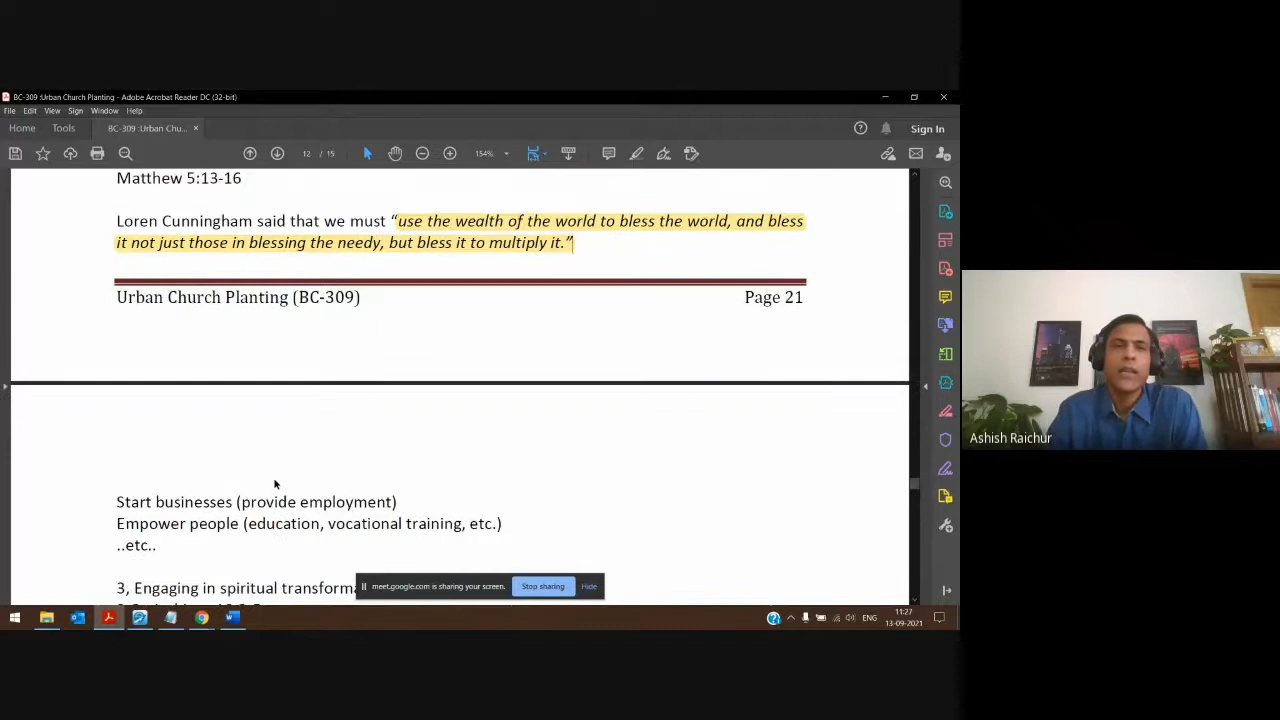 BC-309 :Urban Church Planting - Adobe Acrobat Reader DC (32-bit)
File Edit View Sign Window Help
Home Tools BC-309 :Urban Chu... × Sign In
12 / 15 154%
Matthew 5:13-16
Loren Cunningham said that we must “use the wealth of the world to bless the world, and bless
it not just those in blessing the needy, but bless it to multiply it.”
Urban Church Planting (BC-309) Page 21
Start businesses (provide employment)
Empower people (education, vocational training, etc.)
..etc..
3, Engaging in spiritual transforma
meet.google.com is sharing your screen. Stop sharing Hide
ENG
11:27
13-09-2021
Ashish Raichur